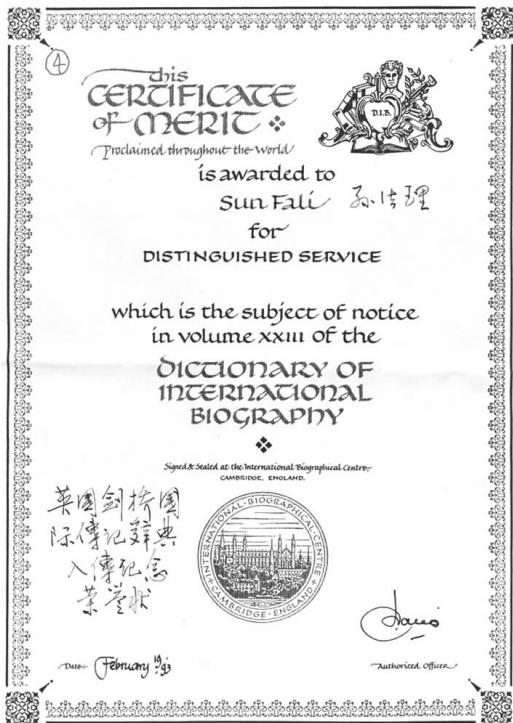 ④
this
CERTIFICATE
OF MERIT
Proclaimed throughout the World
D.I.B.
is awarded to
Sun Fali 孙法理
for
DISTINGUISHED SERVICE
which is the subject of notice
in volume XXIII of the
DICTIONARY OF
INTERNATIONAL
BIOGRAPHY
Signed & Sealed at the International Biographical Centre
CAMBRIDGE, ENGLAND.
英国剑桥国
际傳记辞典
入傳纪念
荣誉状
INTERNATIONAL·BIOGRAPHICAL·CENTRE
CAMBRIDGE·ENGLAND
Date February 1993
Authorized Officer